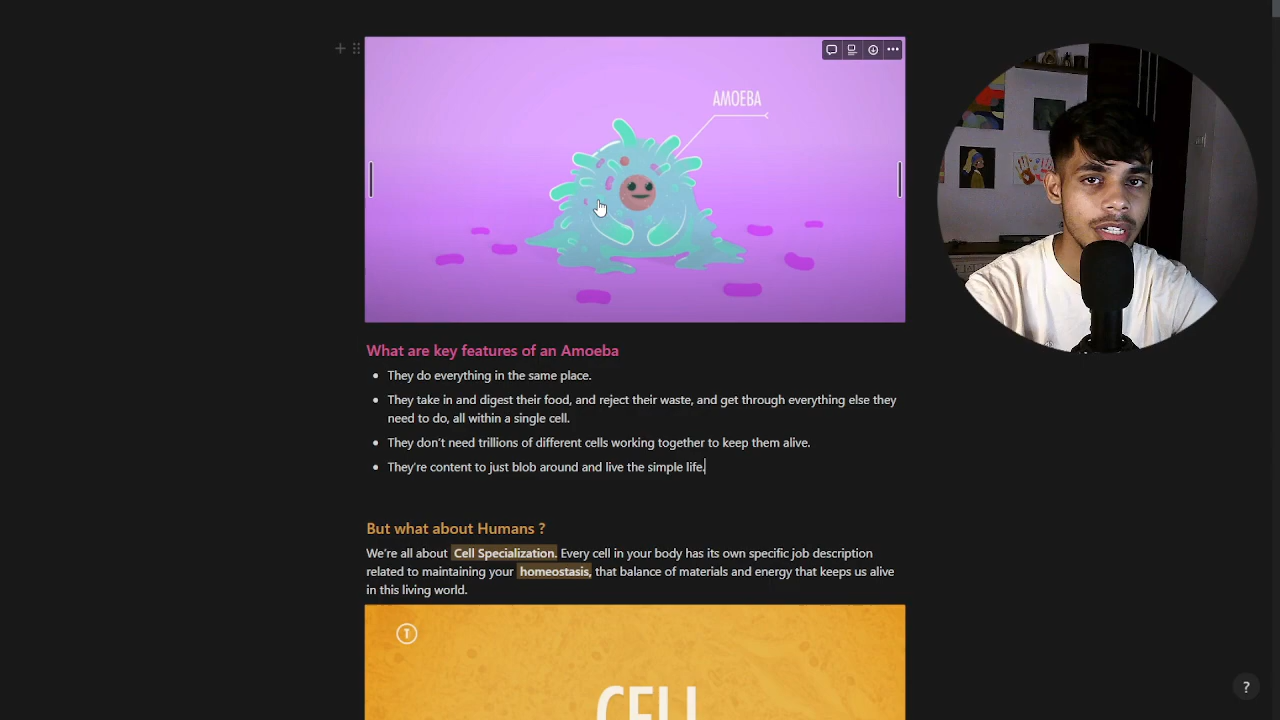 AMOEBA
What are key features of an Amoeba
They do everything in the same place.
They take in and digest their food, and reject their waste, and get through everything else they
need to do, all within a single cell.
They don't need trillions of different cells working together to keep them alive.
They're content to just blob around and live the simple life.
But what about Humans ?
We're all about Cell Specialization. Every cell in your body has its own specific job description
related to maintaining your homeostasis, that balance of materials and energy that keeps us alive
in this living world.
T
CELL
?